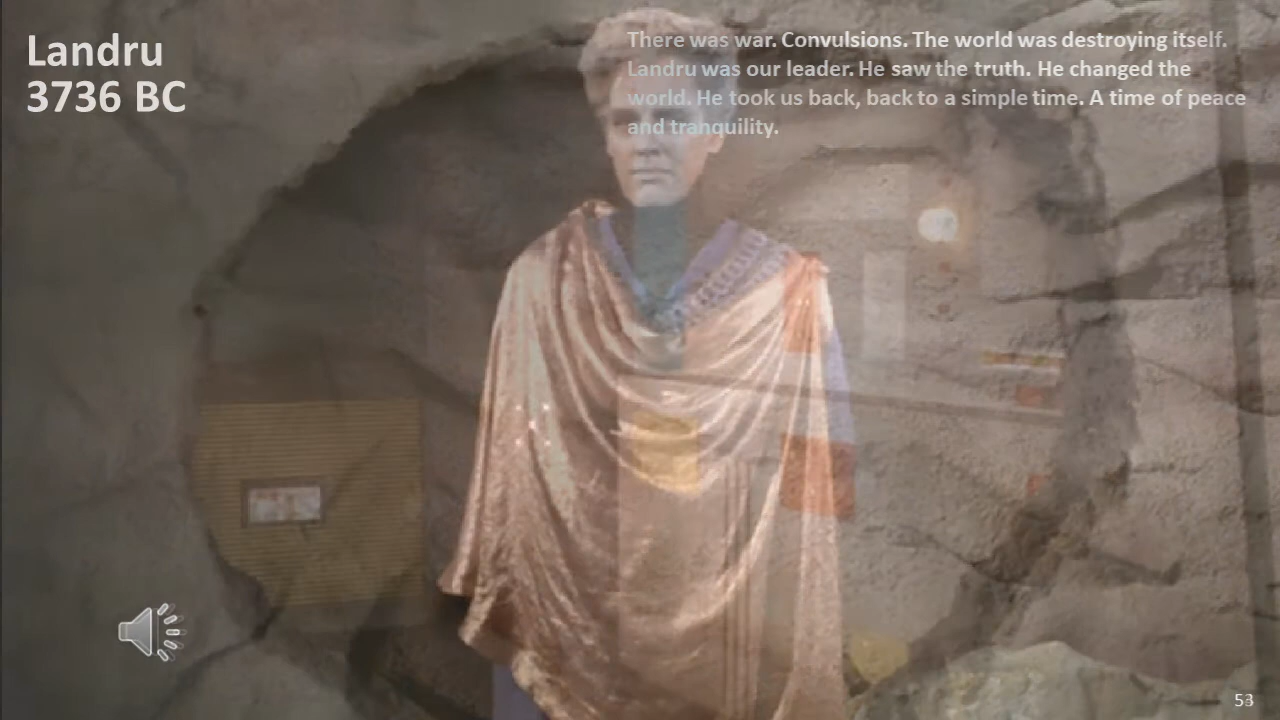 Landru
3736 BC
There was war. Convulsions. The world was destroying itself.
Landru was our leader. He saw the truth. He changed the
world. He took us back, back to a simple time. A time of peace
and tranquility.